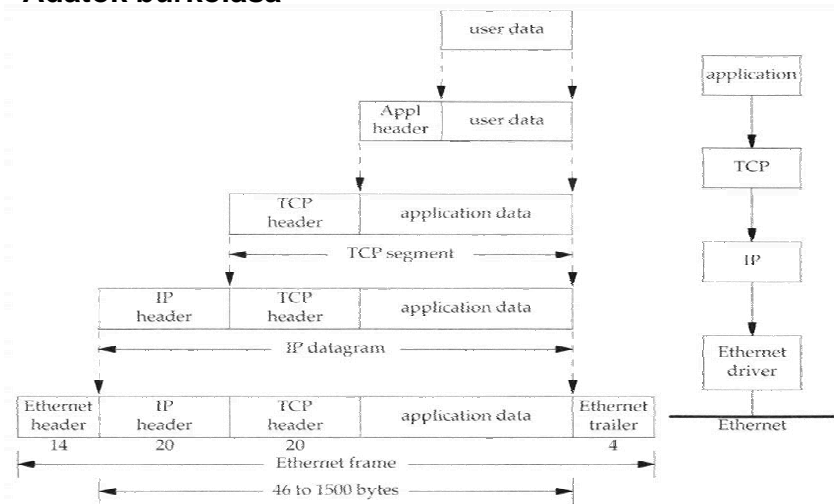 Adatok burkolása
user data
application
Appl
header
user data
TCP
TCP
header
application data
TCP segment
IP
IP
header
TCP
header
application data
IP datagram
Ethernet
driver
Ethernet
header
IP
header
TCP
header
application data
Ethernet
trailer
Ethernet
14
20
20
4
Ethernet frame
46 to 1500 bytes